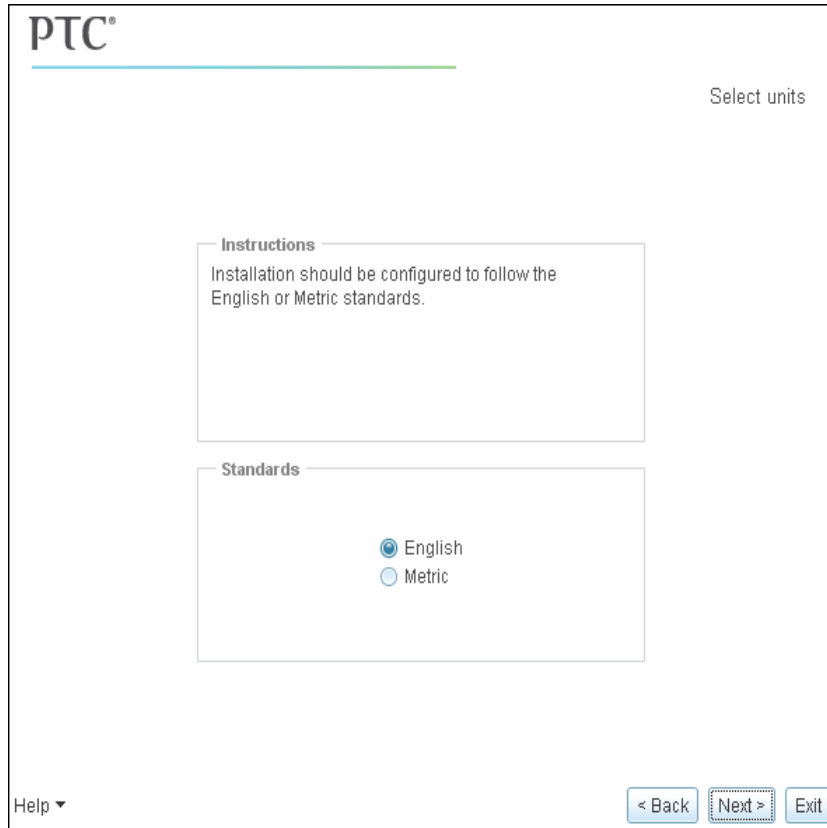 PTC®
Select units
Instructions
Installation should be configured to follow the
English or Metric standards.
Standards
English
Metric
Help
< Back
Next >
Exit